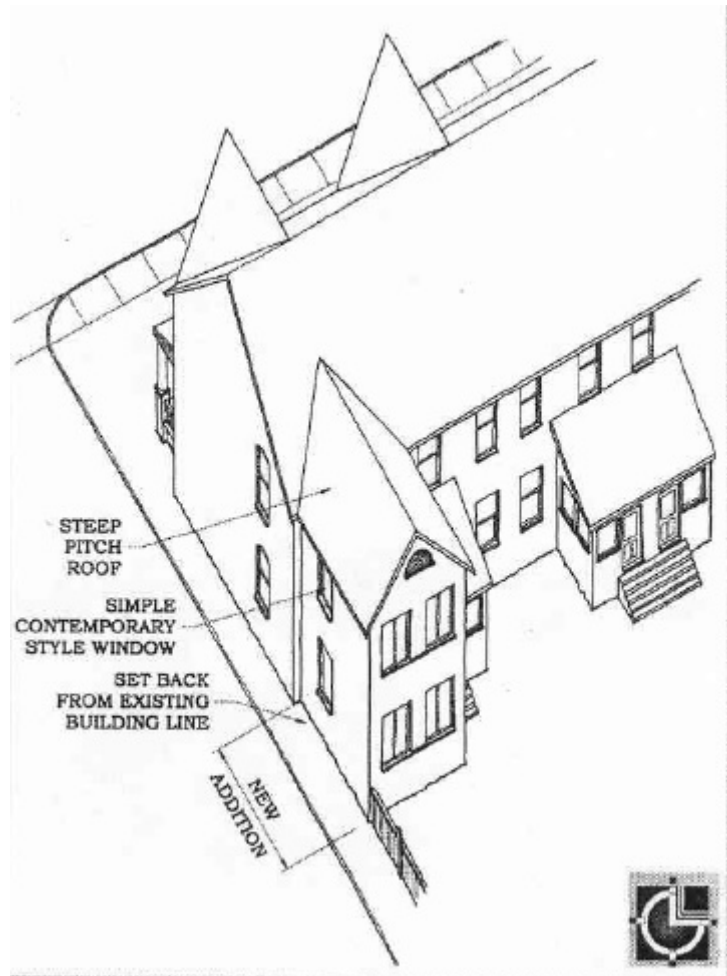 STEEP
PITCH
ROOF
SIMPLE
CONTEMPORARY
STYLE WINDOW
SET BACK
FROM EXISTING
BUILDING LINE
NEW
ADDITION